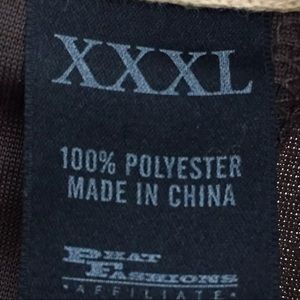 XXXL
100% POLYESTER
MADE IN CHINA
PHAT
FASHIONS
AFFILIATE